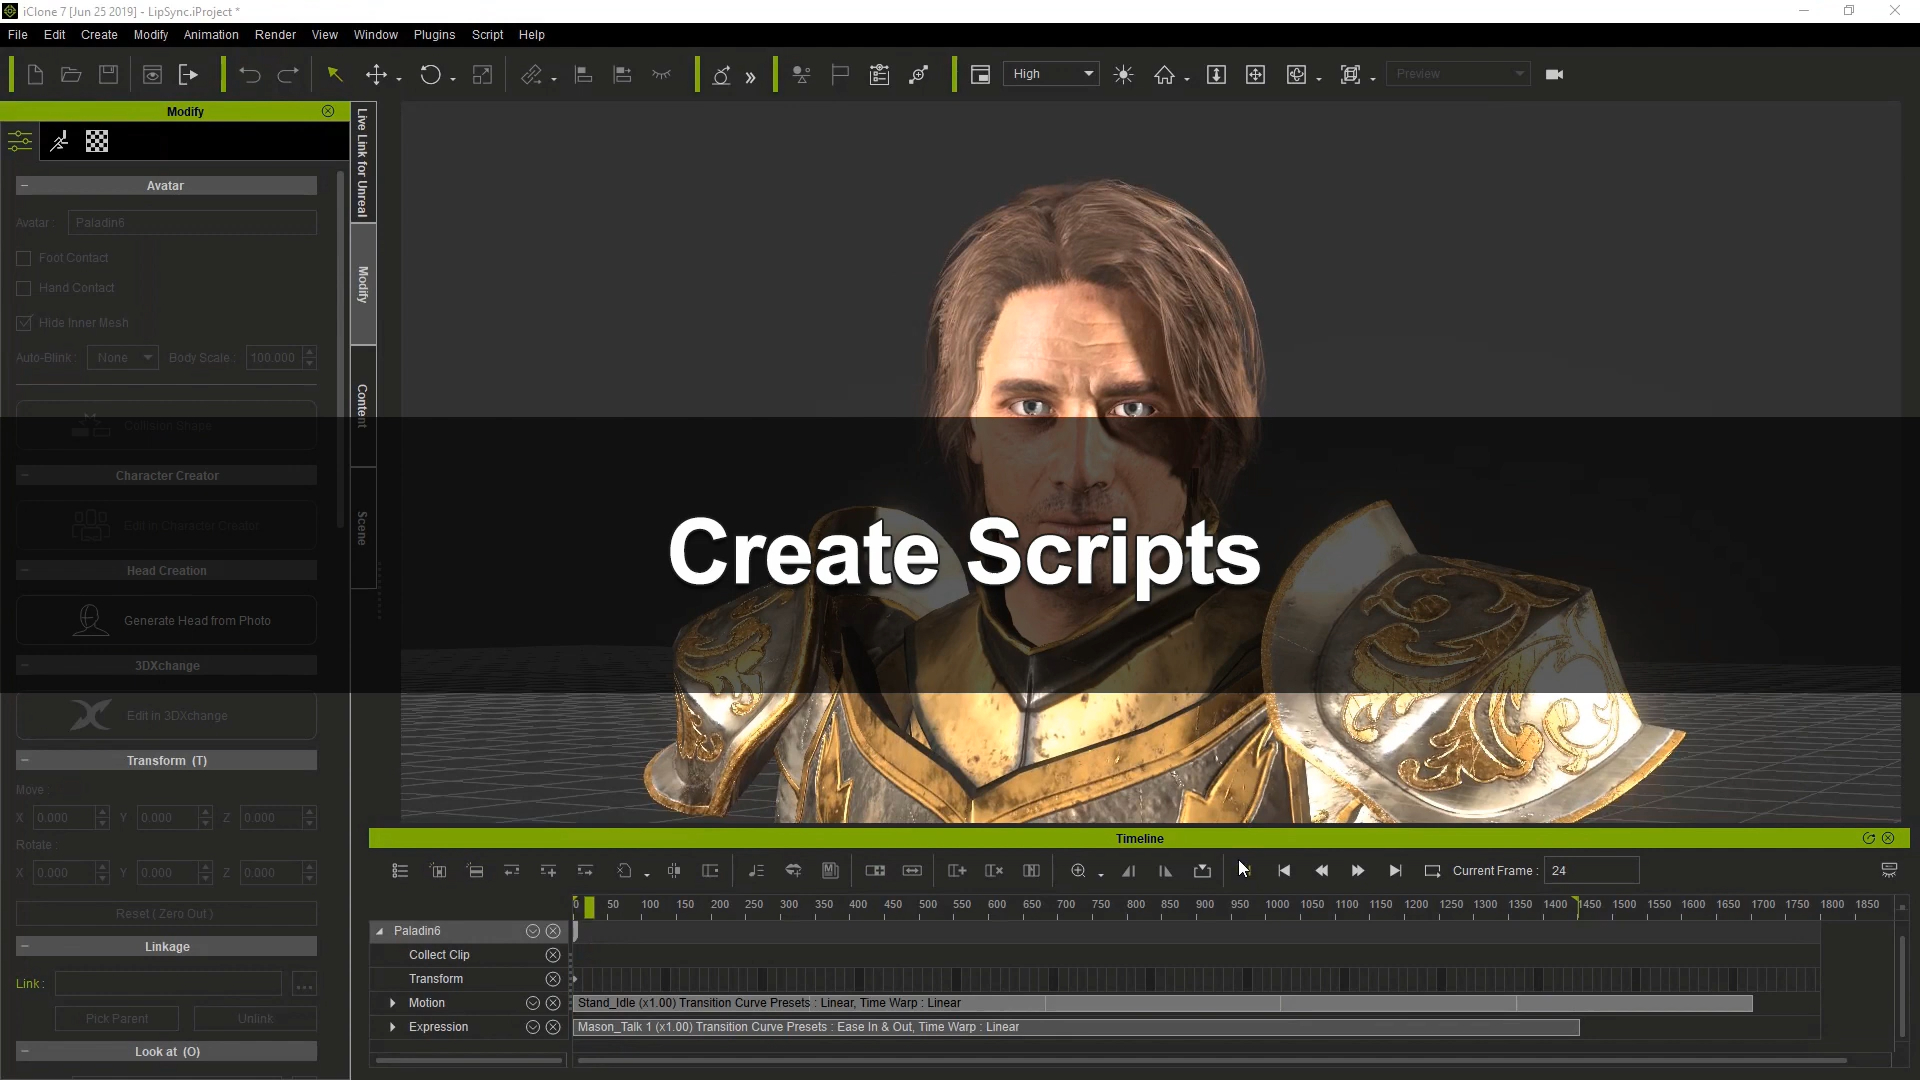 iClone 7 [Jun 25 2019] - LipSync.iProject *
File Edit Create Modify Animation Render View Window Plugins Script Help
High
Preview
Modify
Live Link for Unreal
Modify
Content
Scene
Avatar
Avatar : Paladin6
Foot Contact
Hand Contact
Hide Inner Mesh
Auto-Blink : None Body Scale : 100.000
Collision Shape
Character Creator
Edit in Character Creator
Head Creation
Generate Head from Photo
3DXchange
Edit in 3DXchange
Transform (T)
Move :
X 0.000 Y 0.000 Z 0.000
Rotate :
X 0.000 Y 0.000 Z 0.000
Reset ( Zero Out )
Linkage
Link :
...
Pick Parent Unlink
Look at (O)
Create Scripts
Timeline
Current Frame : 24
0 50 100 150 200 250 300 350 400 450 500 550 600 650 700 750 800 850 900 950 1000 1050 1100 1150 1200 1250 1300 1350 1400 1450 1500 1550 1600 1650 1700 1750 1800 1850
Paladin6
Collect Clip
Transform
Motion Stand_Idle (x1.00) Transition Curve Presets : Linear, Time Warp : Linear
Expression Mason_Talk 1 (x1.00) Transition Curve Presets : Ease In & Out, Time Warp : Linear